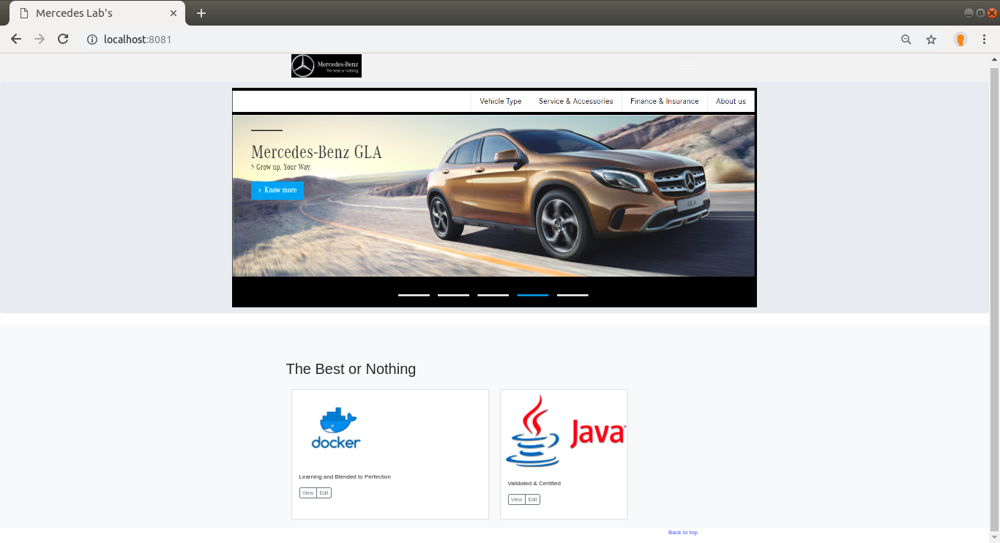 Mercedes Lab's
localhost:8081
Mercedes-Benz
The best or nothing
Vehicle Type Service & Accessories Finance & Insurance About us
Mercedes-Benz GLA
> Grow up. Your Way.
> Know more
GLA
The Best or Nothing
docker
Java
Learning and Blended to Perfection
View Edit
Validated & Certified
View Edit
Back to top